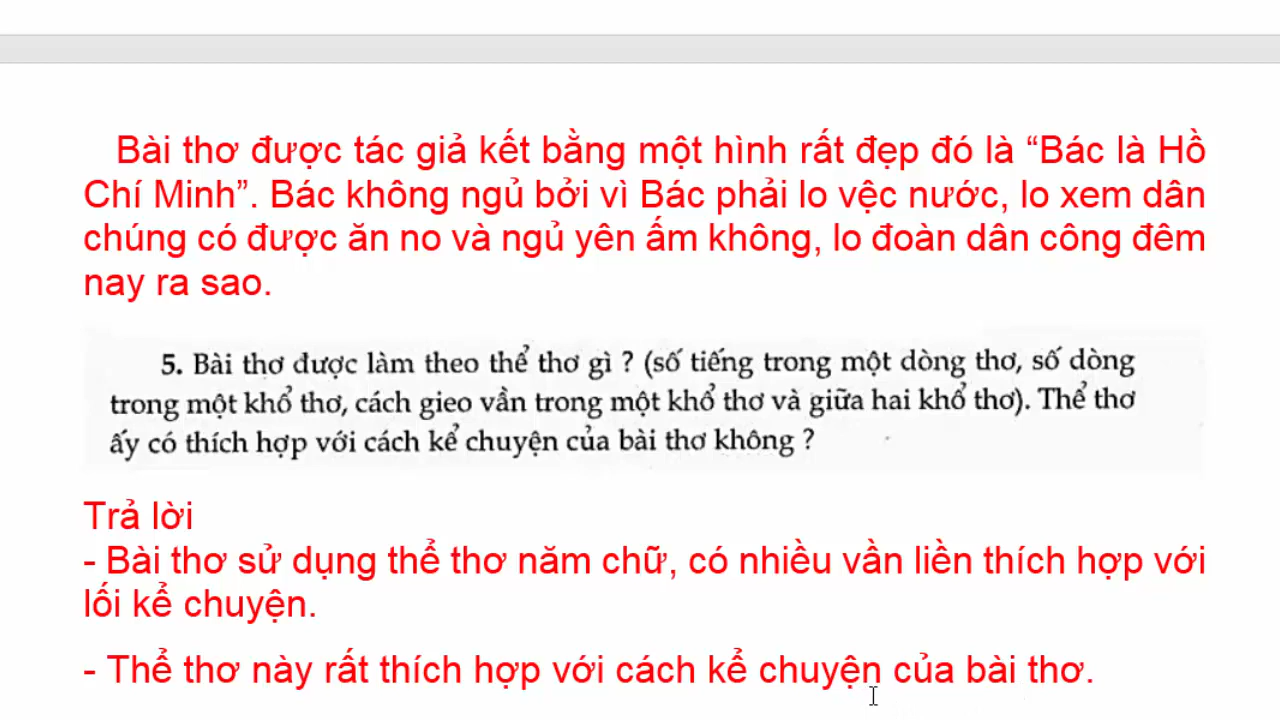 Bài thơ được tác giả kết bằng một hình rất đẹp đó là “Bác là Hồ
Chí Minh”. Bác không ngủ bởi vì Bác phải lo vệc nước, lo xem dân
chúng có được ăn no và ngủ yên ấm không, lo đoàn dân công đêm
nay ra sao.
5. Bài thơ được làm theo thể thơ gì ? (số tiếng trong một dòng thơ, số dòng
trong một khổ thơ, cách gieo vần trong một khổ thơ và giữa hai khổ thơ). Thể thơ
ấy có thích hợp với cách kể chuyện của bài thơ không ?
Trả lời
- Bài thơ sử dụng thể thơ năm chữ, có nhiều vần liền thích hợp với
lối kể chuyện.
- Thể thơ này rất thích hợp với cách kể chuyện của bài thơ.